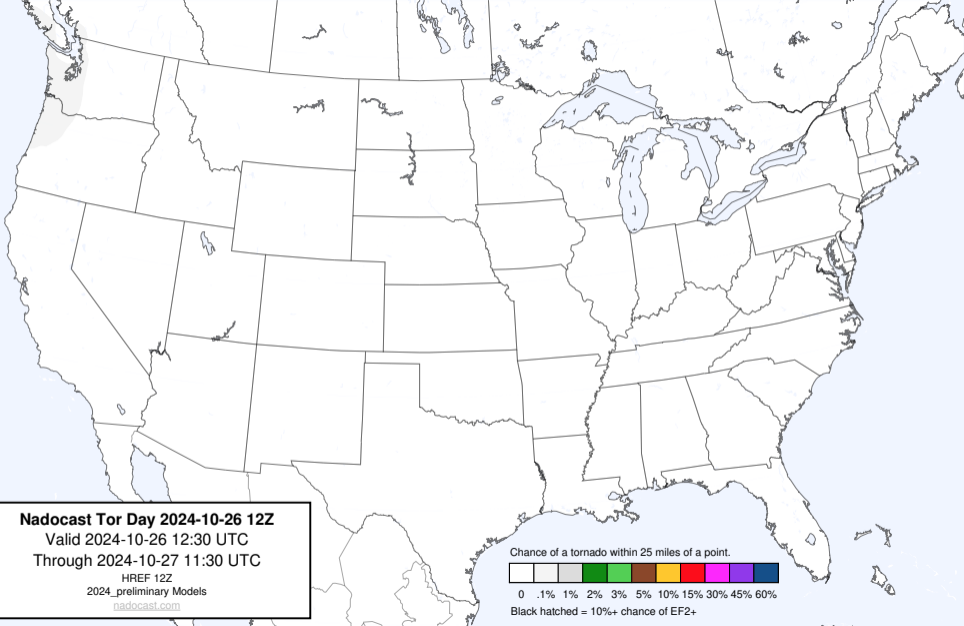 Nadocast Tor Day 2024-10-26 12Z
Valid 2024-10-26 12:30 UTC
Through 2024-10-27 11:30 UTC
HREF 12Z
2024_preliminary Models
nadocast.com
Chance of a tornado within 25 miles of a point.
0 .1% 1% 2% 3% 5% 10% 15% 30% 45% 60%
Black hatched = 10%+ chance of EF2+